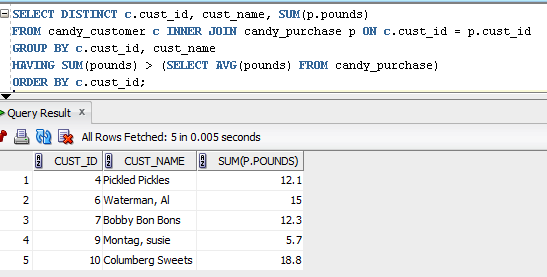 SELECT DISTINCT c.cust_id, cust_name, SUM(p.pounds)
FROM candy_customer c INNER JOIN candy_purchase p ON c.cust_id = p.cust_id
GROUP BY c.cust_id, cust_name
HAVING SUM(pounds) > (SELECT AVG(pounds) FROM candy_purchase)
ORDER BY c.cust_id;
Query Result x
All Rows Fetched: 5 in 0.005 seconds
CUST_ID CUST_NAME SUM(P.POUNDS)
1 4 Pickled Pickles 12.1
2 6 Waterman, Al 15
3 7 Bobby Bon Bons 12.3
4 9 Montag, susie 5.7
5 10 Columberg Sweets 18.8